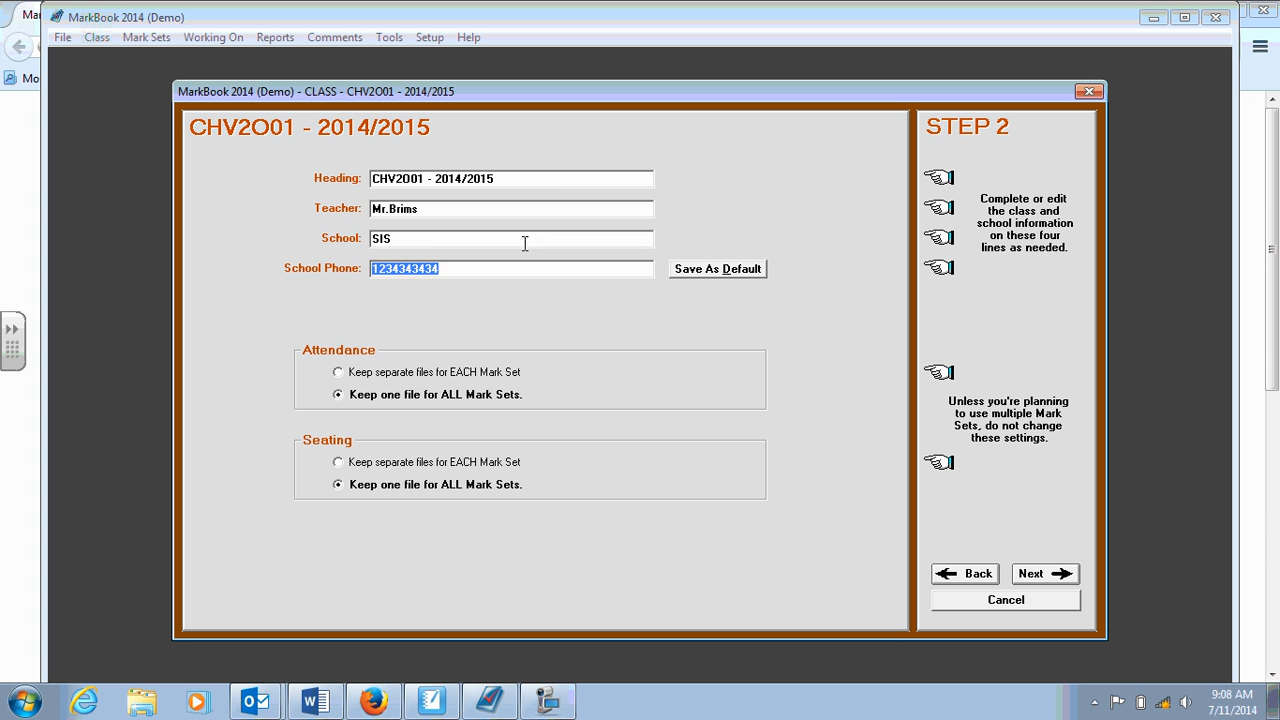 Mar
MarkBook 2014 (Demo)
File Class Mark Sets Working On Reports Comments Tools Setup Help
Mo
MarkBook 2014 (Demo) - CLASS - CHV2O01 - 2014/2015
CHV2O01 - 2014/2015
STEP 2
Heading: CHV2O01 - 2014/2015
Teacher: Mr.Brims
School: SIS
School Phone: 1234343434 Save As Default
Complete or edit
the class and
school information
on these four
lines as needed.
Attendance
Keep separate files for EACH Mark Set
Keep one file for ALL Mark Sets.
Unless you're planning
to use multiple Mark
Sets, do not change
these settings.
Seating
Keep separate files for EACH Mark Set
Keep one file for ALL Mark Sets.
Back Next
Cancel
9:08 AM
7/11/2014